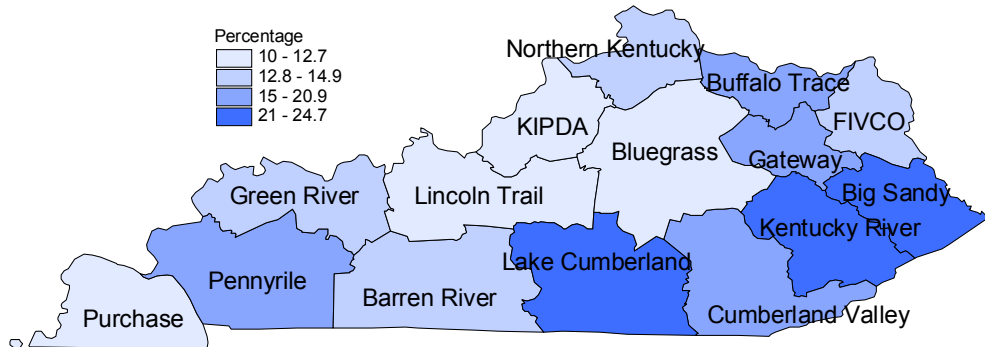 Percentage
10 - 12.7
12.8 - 14.9
15 - 20.9
21 - 24.7
Northern Kentucky
Buffalo Trace
FIVCO
KIPDA
Bluegrass
Gateway
Green River
Lincoln Trail
Big Sandy
Kentucky River
Lake Cumberland
Pennyrile
Barren River
Purchase
Cumberland Valley